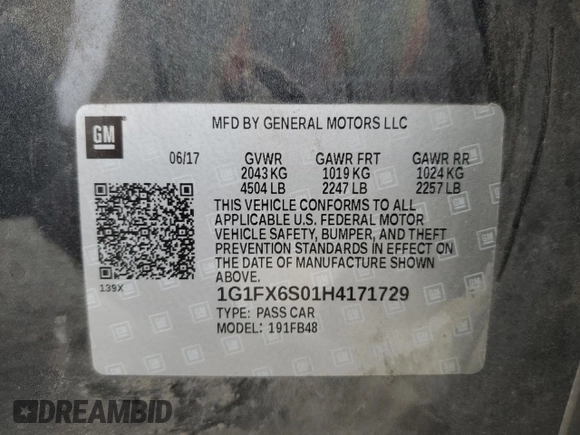 GM
MFD BY GENERAL MOTORS LLC
06/17 GVWR GAWR FRT GAWR RR
2043 KG 1019 KG 1024 KG
4504 LB 2247 LB 2257 LB
THIS VEHICLE CONFORMS TO ALL
APPLICABLE U.S. FEDERAL MOTOR
VEHICLE SAFETY, BUMPER, AND THEFT
PREVENTION STANDARDS IN EFFECT ON
THE DATE OF MANUFACTURE SHOWN
ABOVE.
139X
1G1FX6S01H4171729
TYPE: PASS CAR
MODEL: 191FB48
DREAMBID